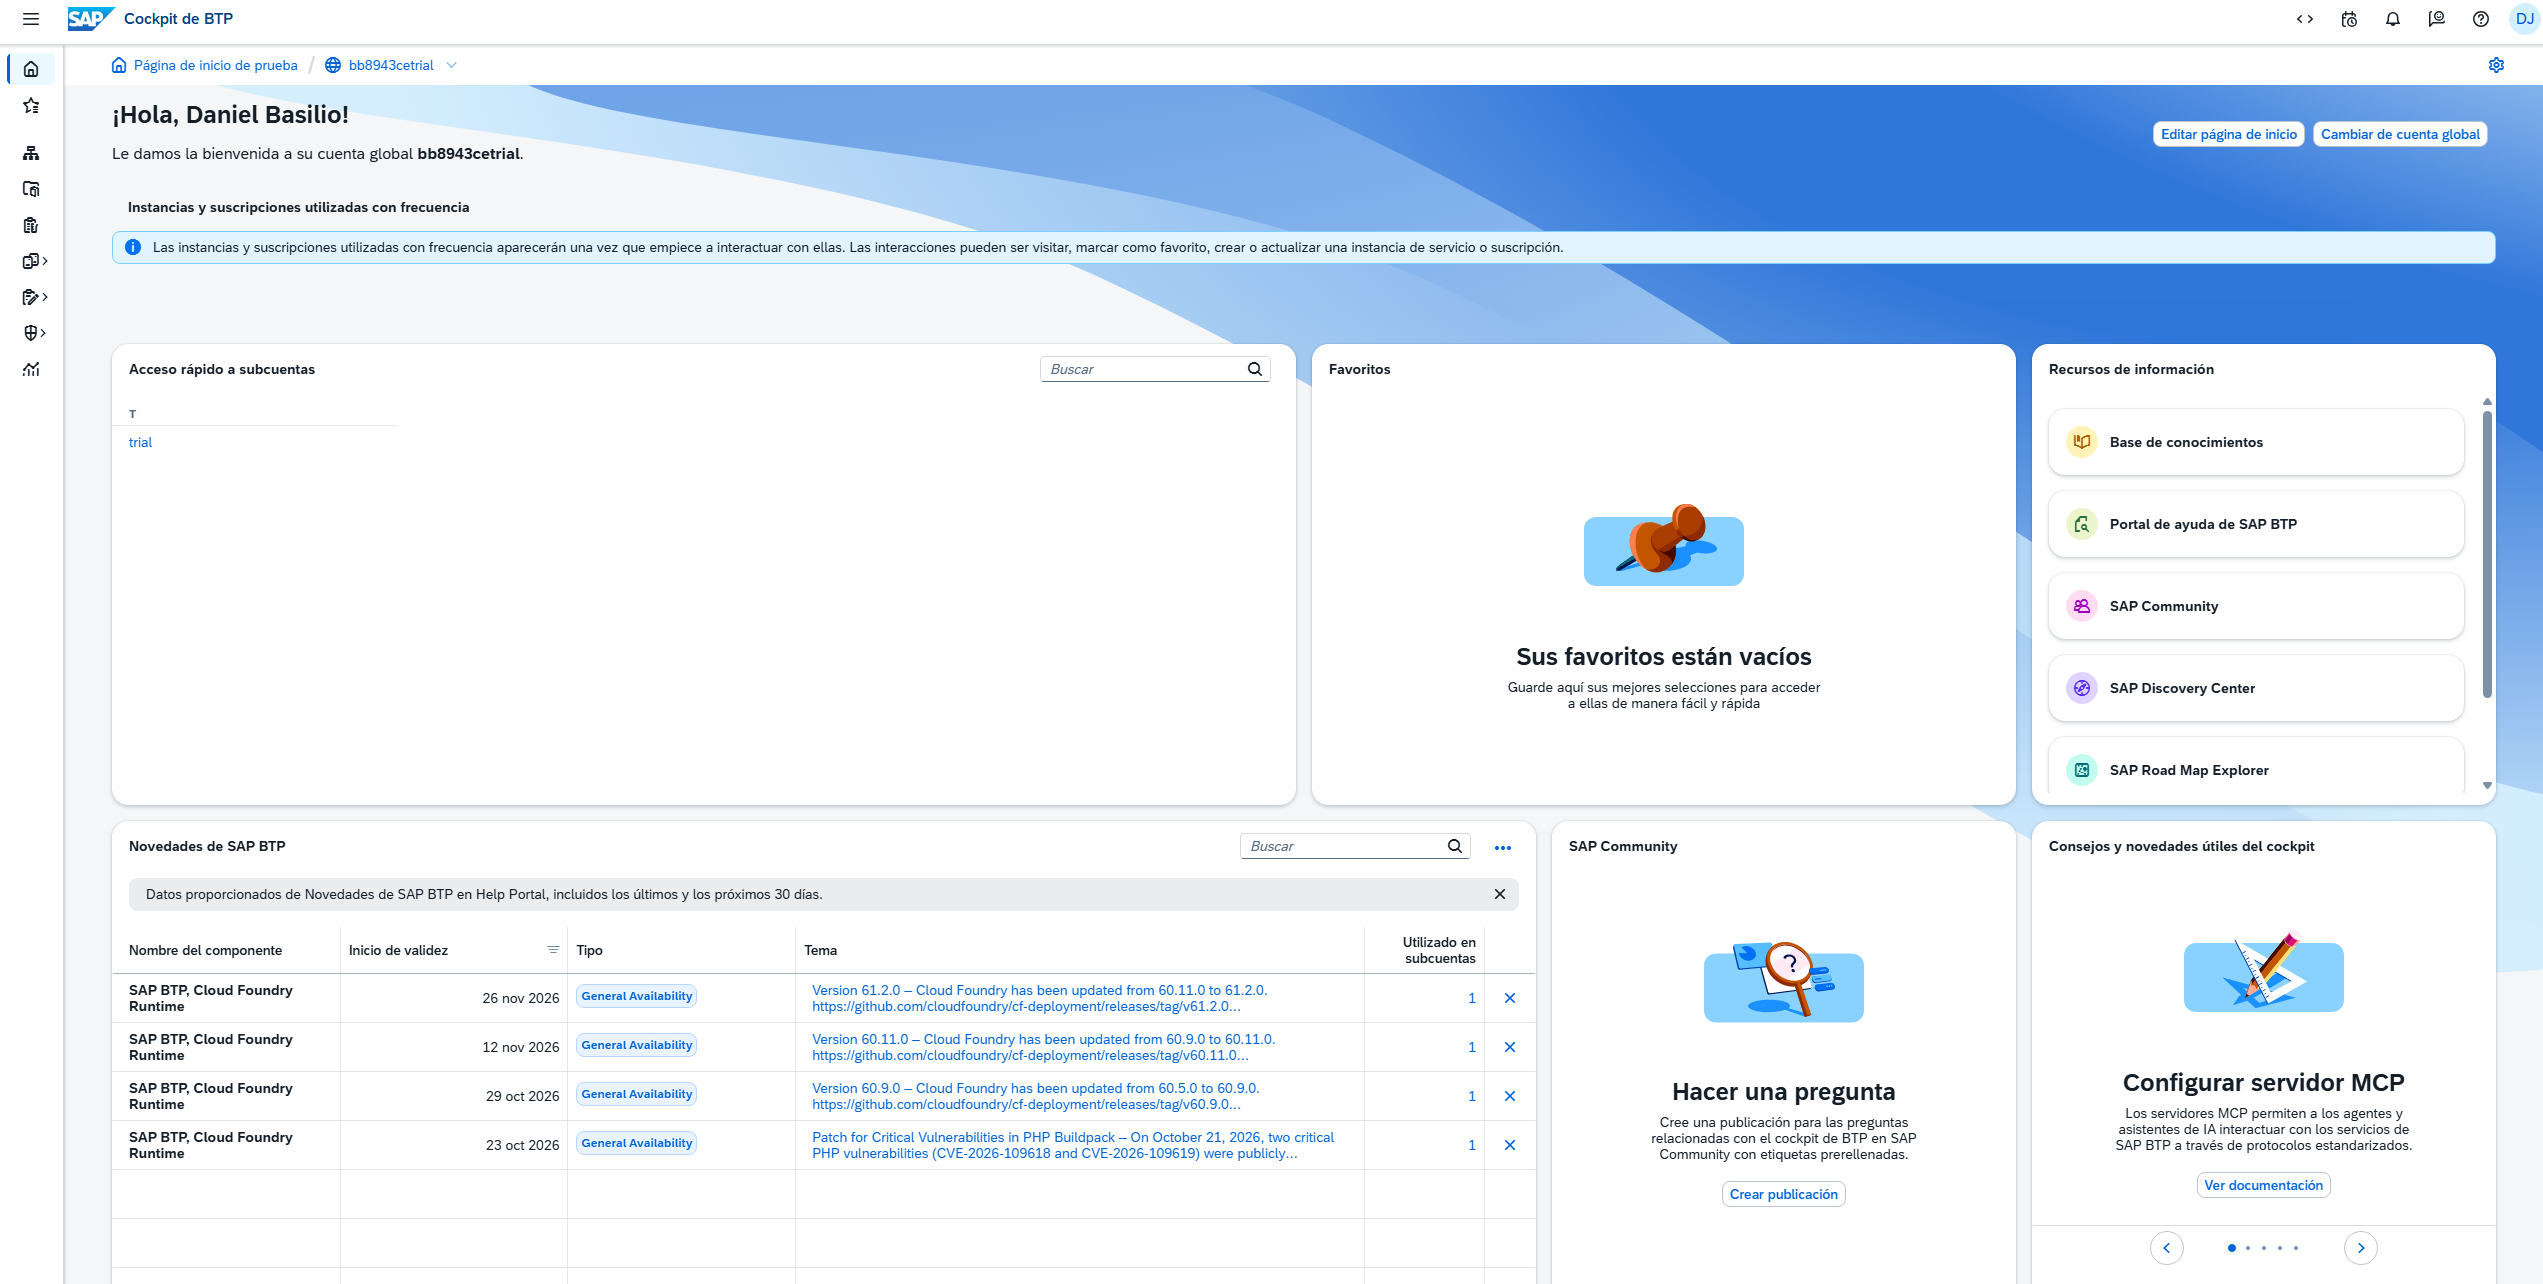 SAP Cockpit de BTP
DJ
Página de inicio de prueba / bb8943cetrial
¡Hola, Daniel Basilio!
Le damos la bienvenida a su cuenta global bb8943cetrial.
Editar página de inicio
Cambiar de cuenta global
Instancias y suscripciones utilizadas con frecuencia
Las instancias y suscripciones utilizadas con frecuencia aparecerán una vez que empiece a interactuar con ellas. Las interacciones pueden ser visitar, marcar como favorito, crear o actualizar una instancia de servicio o suscripción.
Acceso rápido a subcuentas
Buscar
T
trial
Favoritos
Sus favoritos están vacíos
Guarde aquí sus mejores selecciones para acceder
a ellas de manera fácil y rápida
Recursos de información
Base de conocimientos
Portal de ayuda de SAP BTP
SAP Community
SAP Discovery Center
SAP Road Map Explorer
Novedades de SAP BTP
Buscar
Datos proporcionados de Novedades de SAP BTP en Help Portal, incluidos los últimos y los próximos 30 días.
Nombre del componente
Inicio de validez
Tipo
Tema
Utilizado en
subcuentas
SAP BTP, Cloud Foundry
Runtime
26 nov 2026
General Availability
Version 61.2.0 – Cloud Foundry has been updated from 60.11.0 to 61.2.0.
https://github.com/cloudfoundry/cf-deployment/releases/tag/v61.2.0...
1
SAP BTP, Cloud Foundry
Runtime
12 nov 2026
General Availability
Version 60.11.0 – Cloud Foundry has been updated from 60.9.0 to 60.11.0.
https://github.com/cloudfoundry/cf-deployment/releases/tag/v60.11.0...
1
SAP BTP, Cloud Foundry
Runtime
29 oct 2026
General Availability
Version 60.9.0 – Cloud Foundry has been updated from 60.5.0 to 60.9.0.
https://github.com/cloudfoundry/cf-deployment/releases/tag/v60.9.0...
1
SAP BTP, Cloud Foundry
Runtime
23 oct 2026
General Availability
Patch for Critical Vulnerabilities in PHP Buildpack – On October 21, 2026, two critical
PHP vulnerabilities (CVE-2026-109618 and CVE-2026-109619) were publicly...
1
SAP Community
?
Hacer una pregunta
Cree una publicación para las preguntas
relacionadas con el cockpit de BTP en SAP
Community con etiquetas prerellenadas.
Crear publicación
Consejos y novedades útiles del cockpit
Configurar servidor MCP
Los servidores MCP permiten a los agentes y
asistentes de IA interactuar con los servicios de
SAP BTP a través de protocolos estandarizados.
Ver documentación